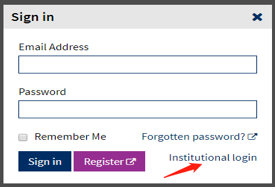 Sign in
Email Address
Password
Remember Me Forgotten password?
Sign in Register Institutional login